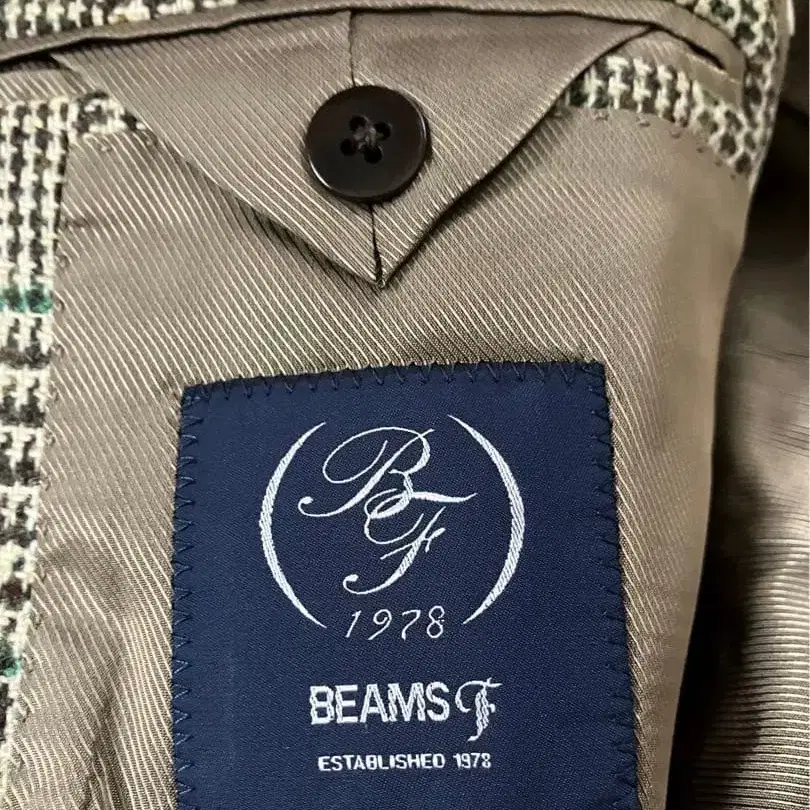 BF
1978
BEAMS F
ESTABLISHED 1978